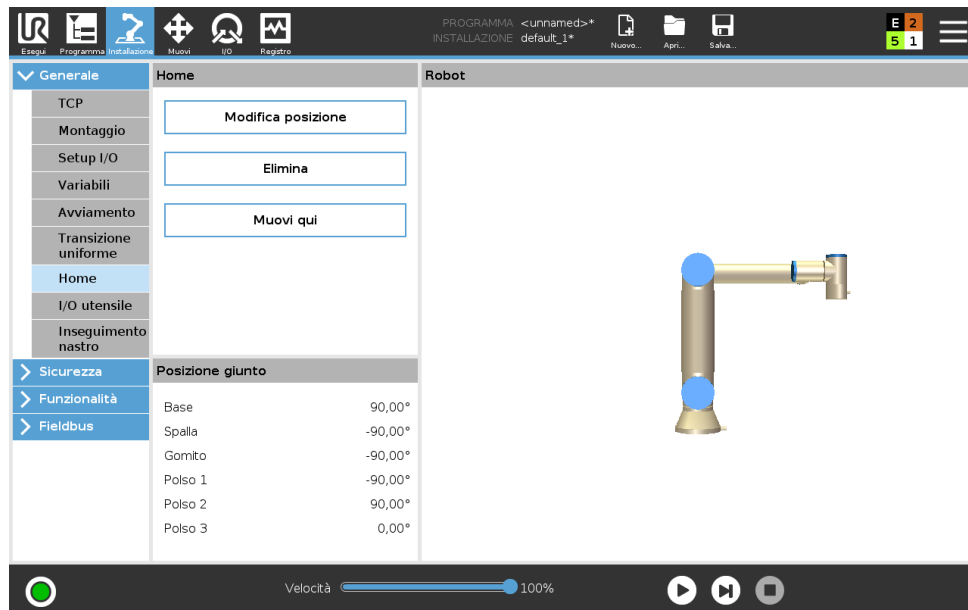 PROGRAMMA <unnamed>*
INSTALLAZIONE default_1*
UR
Esegui Programma Installazione Muovi I/O Registro
Nuovo... Apri... Salva...
E 2
5 1
Generale
TCP
Montaggio
Setup I/O
Variabili
Avviamento
Transizione
uniforme
Home
I/O utensile
Inseguimento
nastro
Sicurezza
Funzionalità
Fieldbus
Home
Modifica posizione
Elimina
Muovi qui
Posizione giunto
Base 90,00°
Spalla -90,00°
Gomito -90,00°
Polso 1 -90,00°
Polso 2 90,00°
Polso 3 0,00°
Robot
Velocità 100%